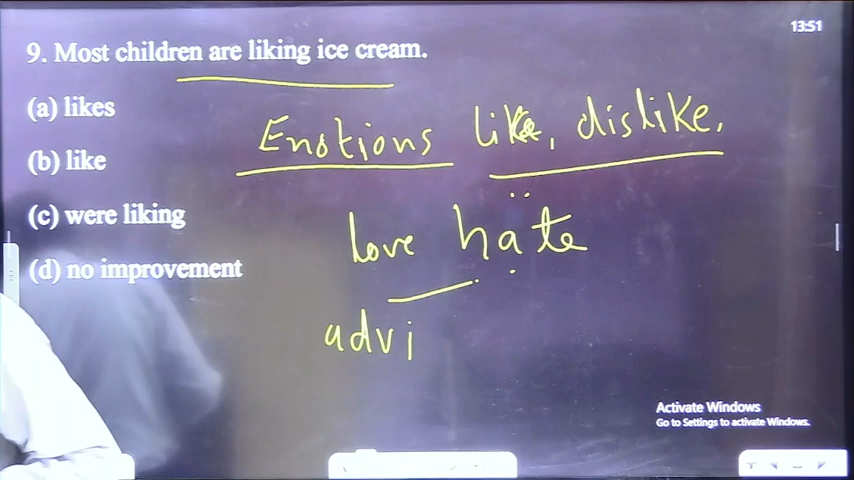 13:51
9. Most children are liking ice cream.
(a) likes
Emotions like, dislike,
(b) like
(c) were liking
love hate
(d) no improvement
advi
Activate Windows
Go to Settings to activate Windows.